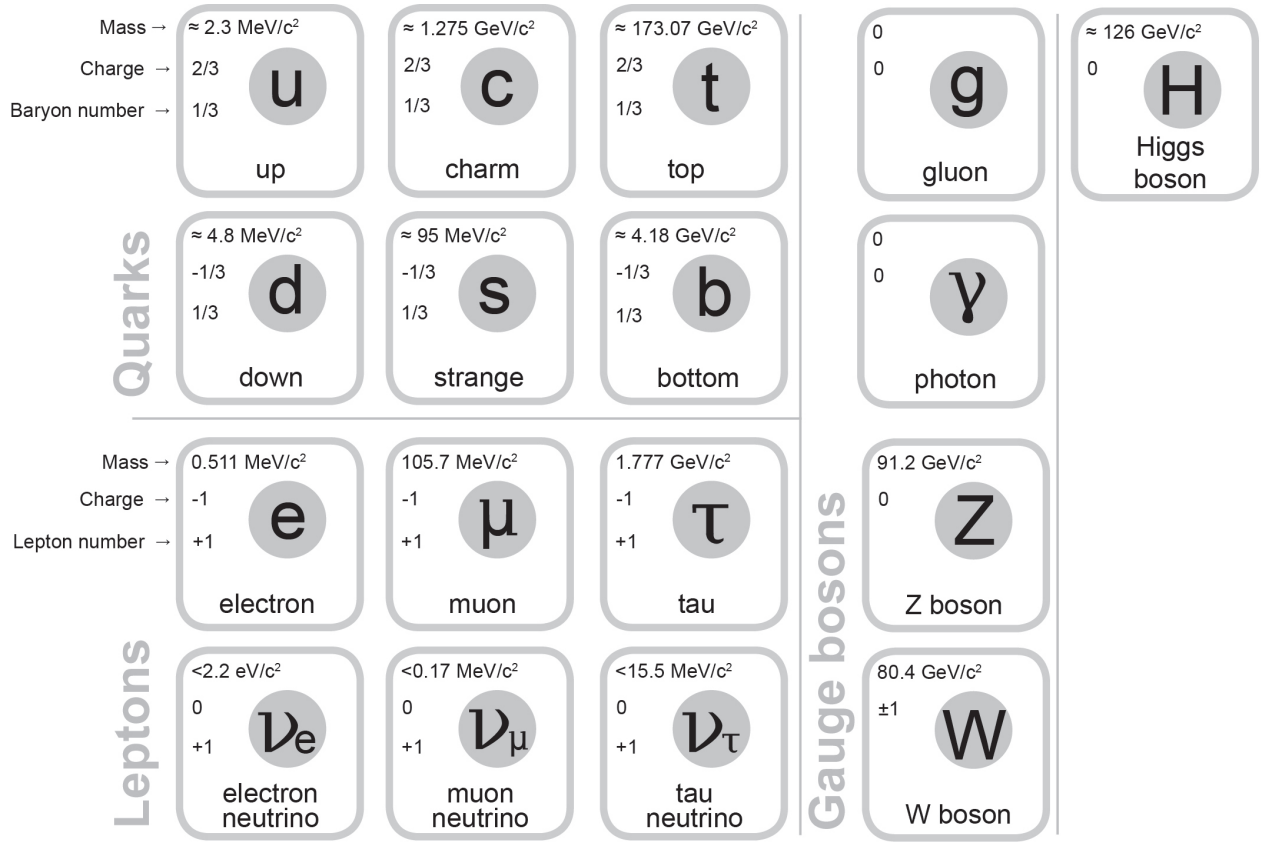 Mass →
Charge →
Baryon number →
≈ 2.3 MeV/c²
2/3
1/3
u
up
≈ 1.275 GeV/c²
2/3
1/3
c
charm
≈ 173.07 GeV/c²
2/3
1/3
t
top
0
0
g
gluon
≈ 126 GeV/c²
0
H
Higgs
boson
Quarks
≈ 4.8 MeV/c²
-1/3
1/3
d
down
≈ 95 MeV/c²
-1/3
1/3
s
strange
≈ 4.18 GeV/c²
-1/3
1/3
b
bottom
0
0
γ
photon
Mass →
Charge →
Lepton number →
0.511 MeV/c²
-1
+1
e
electron
105.7 MeV/c²
-1
+1
μ
muon
1.777 GeV/c²
-1
+1
τ
tau
91.2 GeV/c²
0
Z
Z boson
Leptons
<2.2 eV/c²
0
+1
νe
electron
neutrino
<0.17 MeV/c²
0
+1
νμ
muon
neutrino
<15.5 MeV/c²
0
+1
ντ
tau
neutrino
Gauge bosons
80.4 GeV/c²
±1
W
W boson